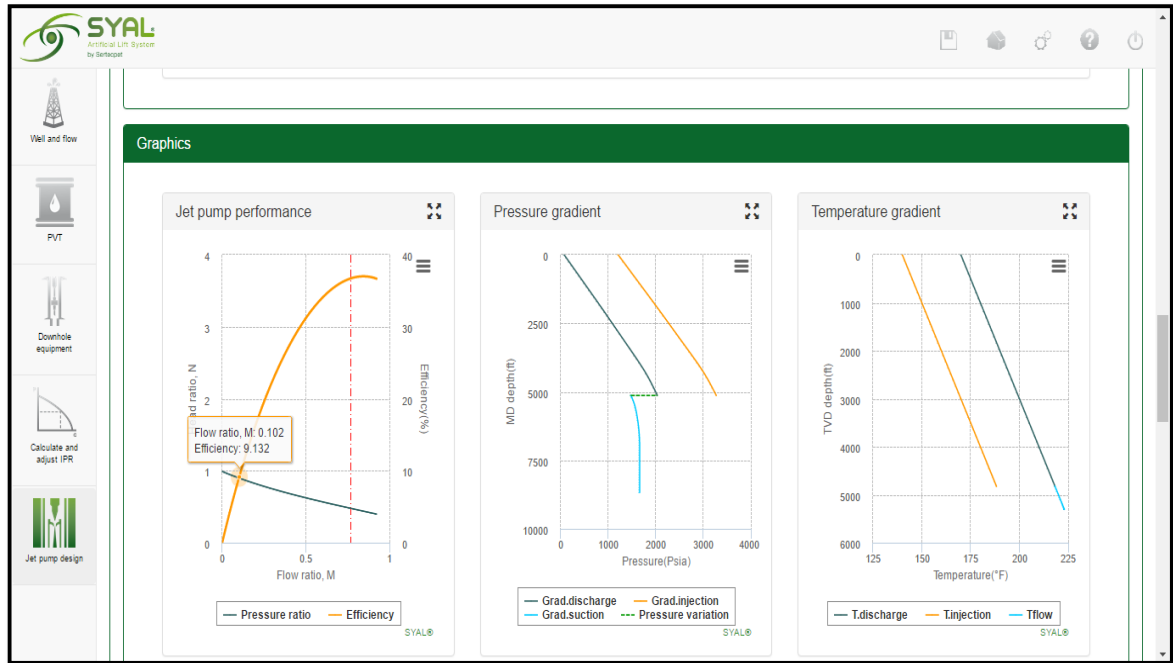 SYAL:
Artificial Lift System
by Sertecpet
Well and flow
PVT
Downhole
equipment
Calculate and
adjust IPR
Jet pump design
Graphics
Jet pump performance
4
3
2
1
0
ad ratio, N
40
30
20
10
0
Efficiency(%)
Flow ratio, M: 0.102
Efficiency: 9.132
0
0.5
1
Flow ratio, M
Pressure ratio
Efficiency
SYAL®
Pressure gradient
0
2500
5000
7500
10000
MD depth(ft)
0
1000
2000
3000
4000
Pressure(Psia)
Grad.discharge
Grad.injection
Grad.suction
Pressure variation
SYAL®
Temperature gradient
0
1000
2000
3000
4000
5000
6000
TVD depth(ft)
125
150
175
200
225
Temperature(°F)
T.discharge
T.injection
Tflow
SYAL®